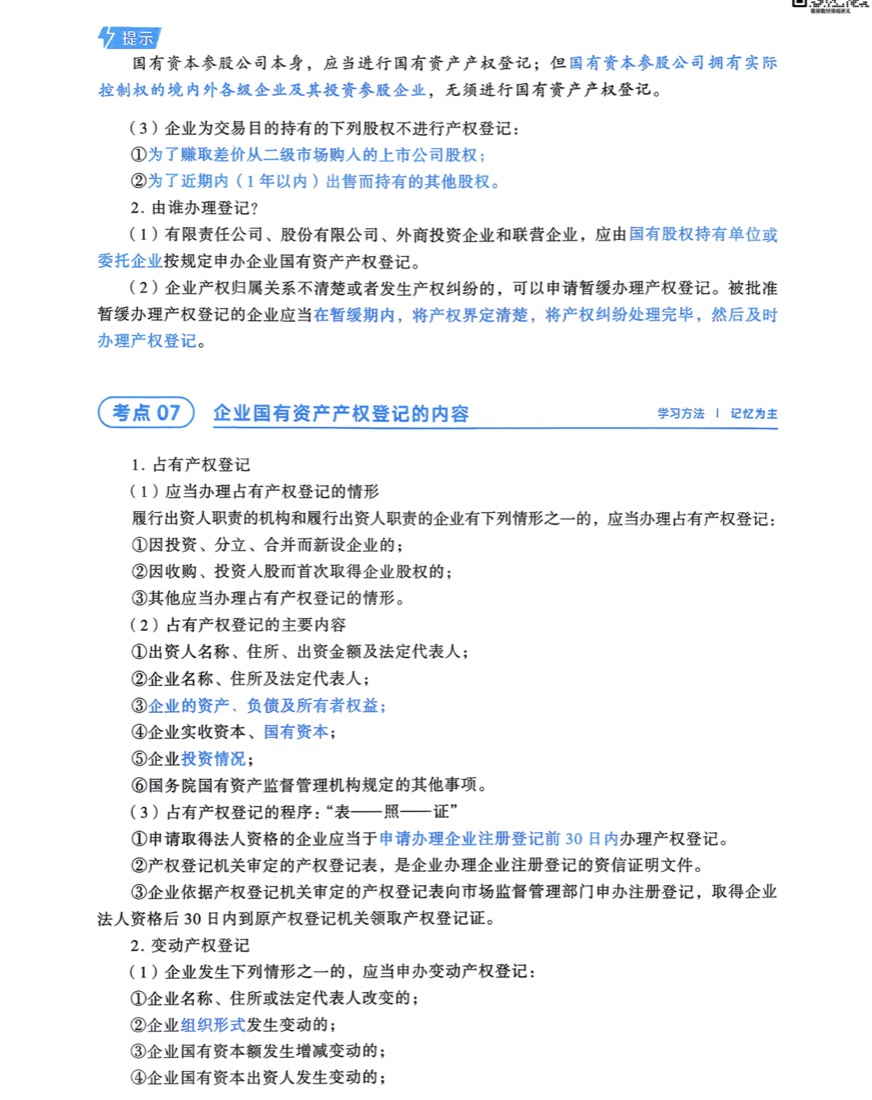 提示
国有资本参股公司本身，应当进行国有资产产权登记；但国有资本参股公司拥有实际
控制权的境内外各级企业及其投资参股企业，无须进行国有资产产权登记。
（3）企业为交易目的持有的下列股权不进行产权登记：
①为了赚取差价从二级市场购入的上市公司股权；
②为了近期内（1年以内）出售而持有的其他股权。
2. 由谁办理登记？
（1）有限责任公司、股份有限公司、外商投资企业和联营企业，应由国有股权持有单位或
委托企业按规定申办企业国有资产产权登记。
（2）企业产权归属关系不清楚或者发生产权纠纷的，可以申请暂缓办理产权登记。被批准
暂缓办理产权登记的企业应当在暂缓期内，将产权界定清楚，将产权纠纷处理完毕，然后及时
办理产权登记。
考点 07 企业国有资产产权登记的内容 学习方法 | 记忆为主
1. 占有产权登记
（1）应当办理占有产权登记的情形
履行出资人职责的机构和履行出资人职责的企业有下列情形之一的，应当办理占有产权登记：
①因投资、分立、合并而新设企业的；
②因收购、投资入股而首次取得企业股权的；
③其他应当办理占有产权登记的情形。
（2）占有产权登记的主要内容
①出资人名称、住所、出资金额及法定代表人；
②企业名称、住所及法定代表人；
③企业的资产、负债及所有者权益；
④企业实收资本、国有资本；
⑤企业投资情况；
⑥国务院国有资产监督管理机构规定的其他事项。
（3）占有产权登记的程序：“表——照——证”
①申请取得法人资格的企业应当于申请办理企业注册登记前 30 日内办理产权登记。
②产权登记机关审定的产权登记表，是企业办理企业注册登记的资信证明文件。
③企业依据产权登记机关审定的产权登记表向市场监督管理部门申办注册登记，取得企业
法人资格后 30 日内到原产权登记机关领取产权登记证。
2. 变动产权登记
（1）企业发生下列情形之一的，应当申办变动产权登记：
①企业名称、住所或法定代表人改变的；
②企业组织形式发生变动的；
③企业国有资本额发生增减变动的；
④企业国有资本出资人发生变动的；